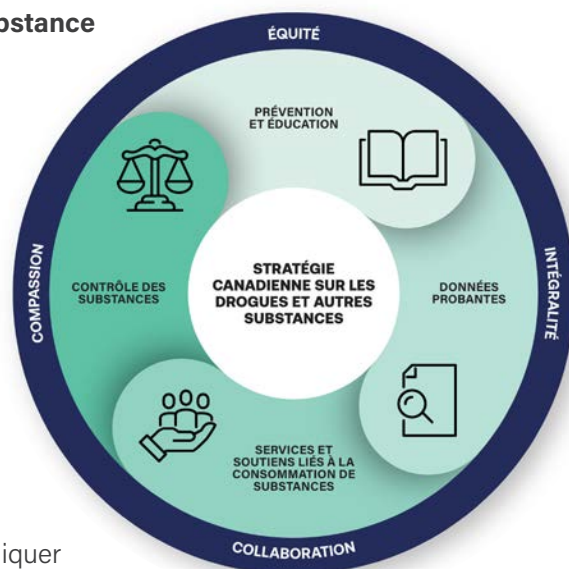 bstance
ÉQUITÉ
PRÉVENTION
ET ÉDUCATION
COMPASSION
CONTRÔLE DES
SUBSTANCES
STRATÉGIE
CANADIENNE SUR LES
DROGUES ET AUTRES
SUBSTANCES
DONNÉES
PROBANTES
INTÉGRALITÉ
SERVICES ET
SOUTIENS LIÉS À LA
CONSOMMATION DE
SUBSTANCES
COLLABORATION
iquer